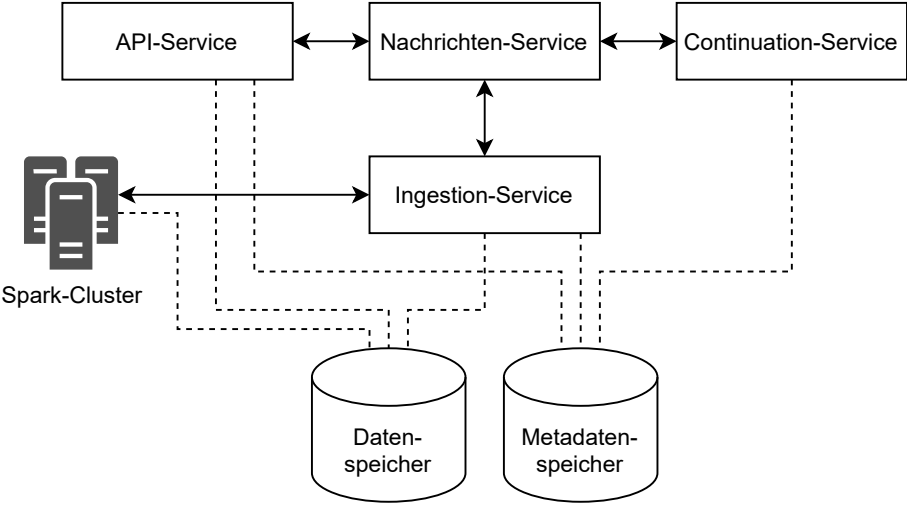 API-Service
Nachrichten-Service
Continuation-Service
Ingestion-Service
Spark-Cluster
Daten-
speicher
Metadaten-
speicher